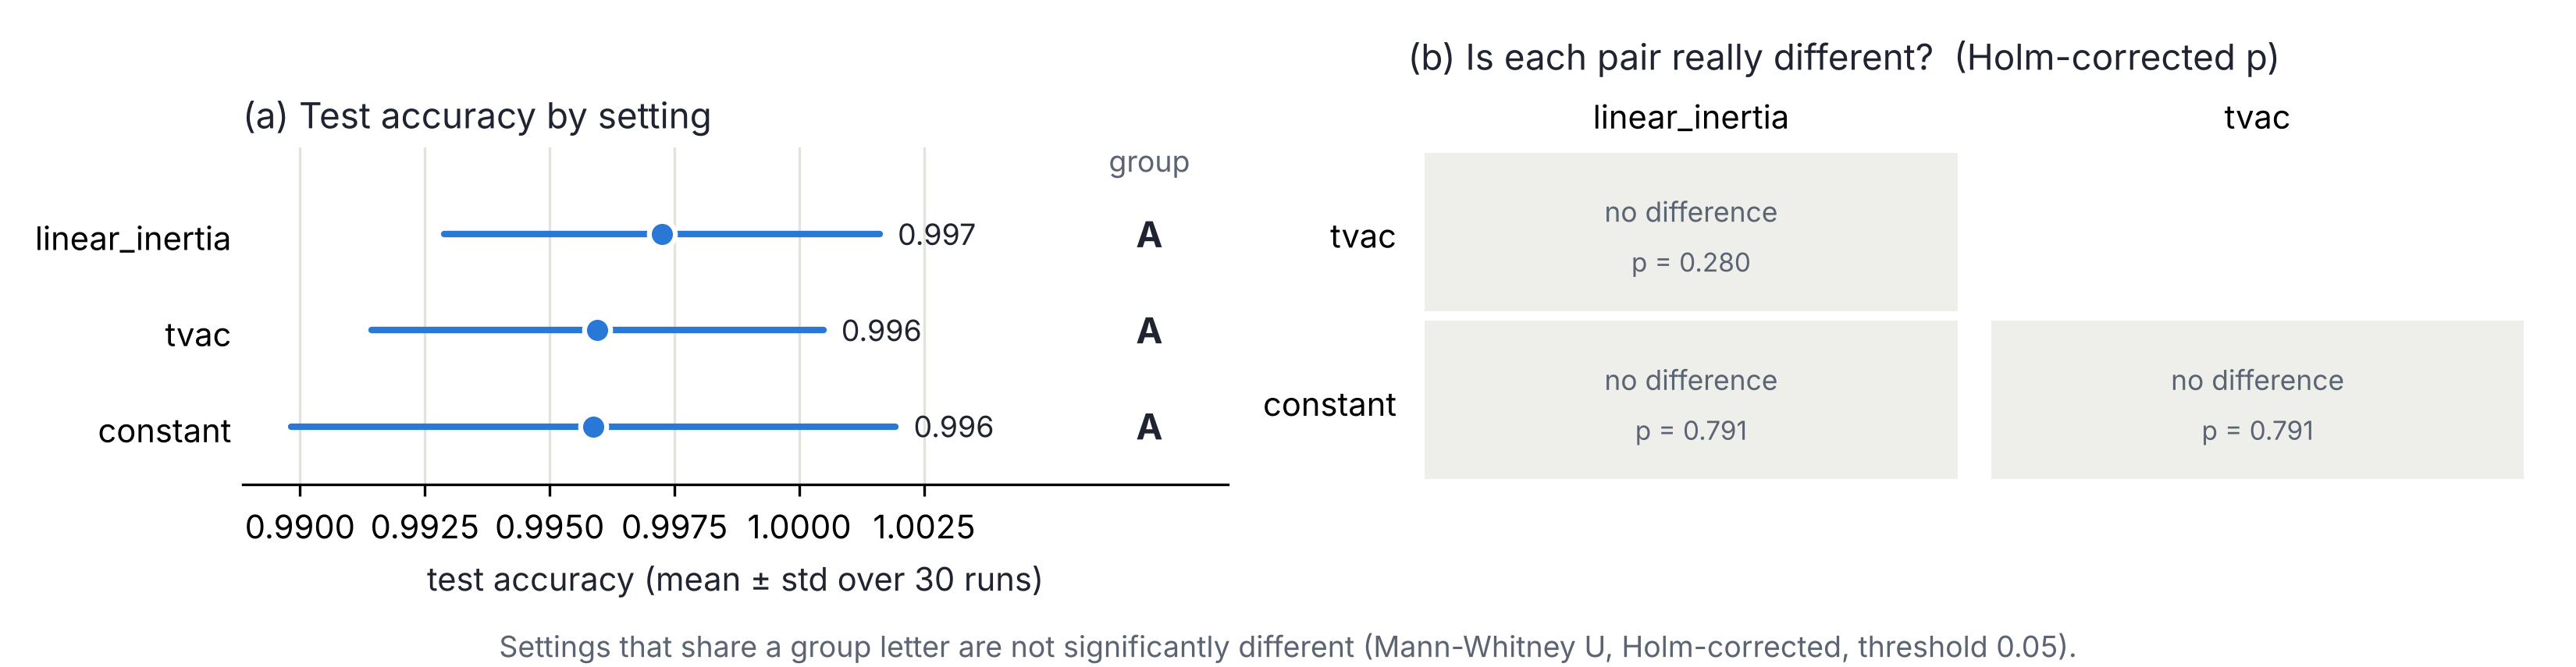 (a) Test accuracy by setting
group
linear_inertia 0.997 A
tvac 0.996 A
constant 0.996 A
0.9900 0.9925 0.9950 0.9975 1.0000 1.0025
test accuracy (mean ± std over 30 runs)
(b) Is each pair really different? (Holm-corrected p)
linear_inertia tvac
tvac
no difference
p = 0.280
constant
no difference
p = 0.791
no difference
p = 0.791
Settings that share a group letter are not significantly different (Mann-Whitney U, Holm-corrected, threshold 0.05).